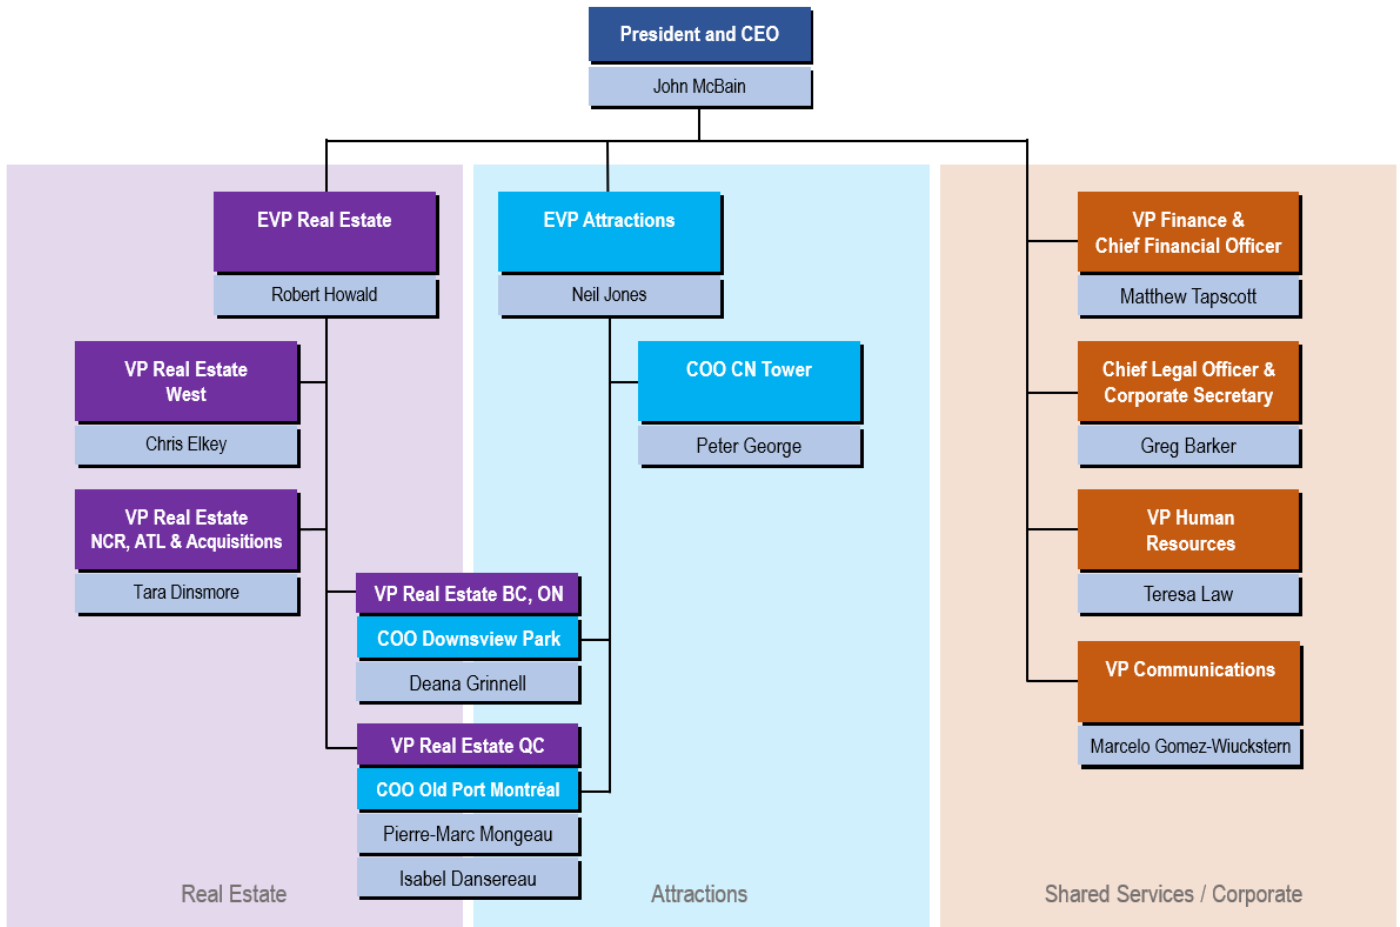 President and CEO
John McBain
EVP Real Estate
Robert Howald
VP Real Estate
West
Chris Elkey
VP Real Estate
NCR, ATL & Acquisitions
Tara Dinsmore
VP Real Estate BC, ON
COO Downsview Park
Deana Grinnell
VP Real Estate QC
COO Old Port Montréal
Pierre-Marc Mongeau
Isabel Dansereau
Real Estate
EVP Attractions
Neil Jones
COO CN Tower
Peter George
Attractions
VP Finance &
Chief Financial Officer
Matthew Tapscott
Chief Legal Officer &
Corporate Secretary
Greg Barker
VP Human
Resources
Teresa Law
VP Communications
Marcelo Gomez-Wiuckstern
Shared Services / Corporate